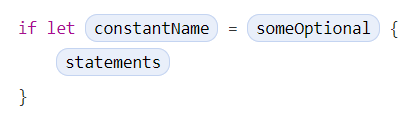 if let constantName = someOptional {
statements
}